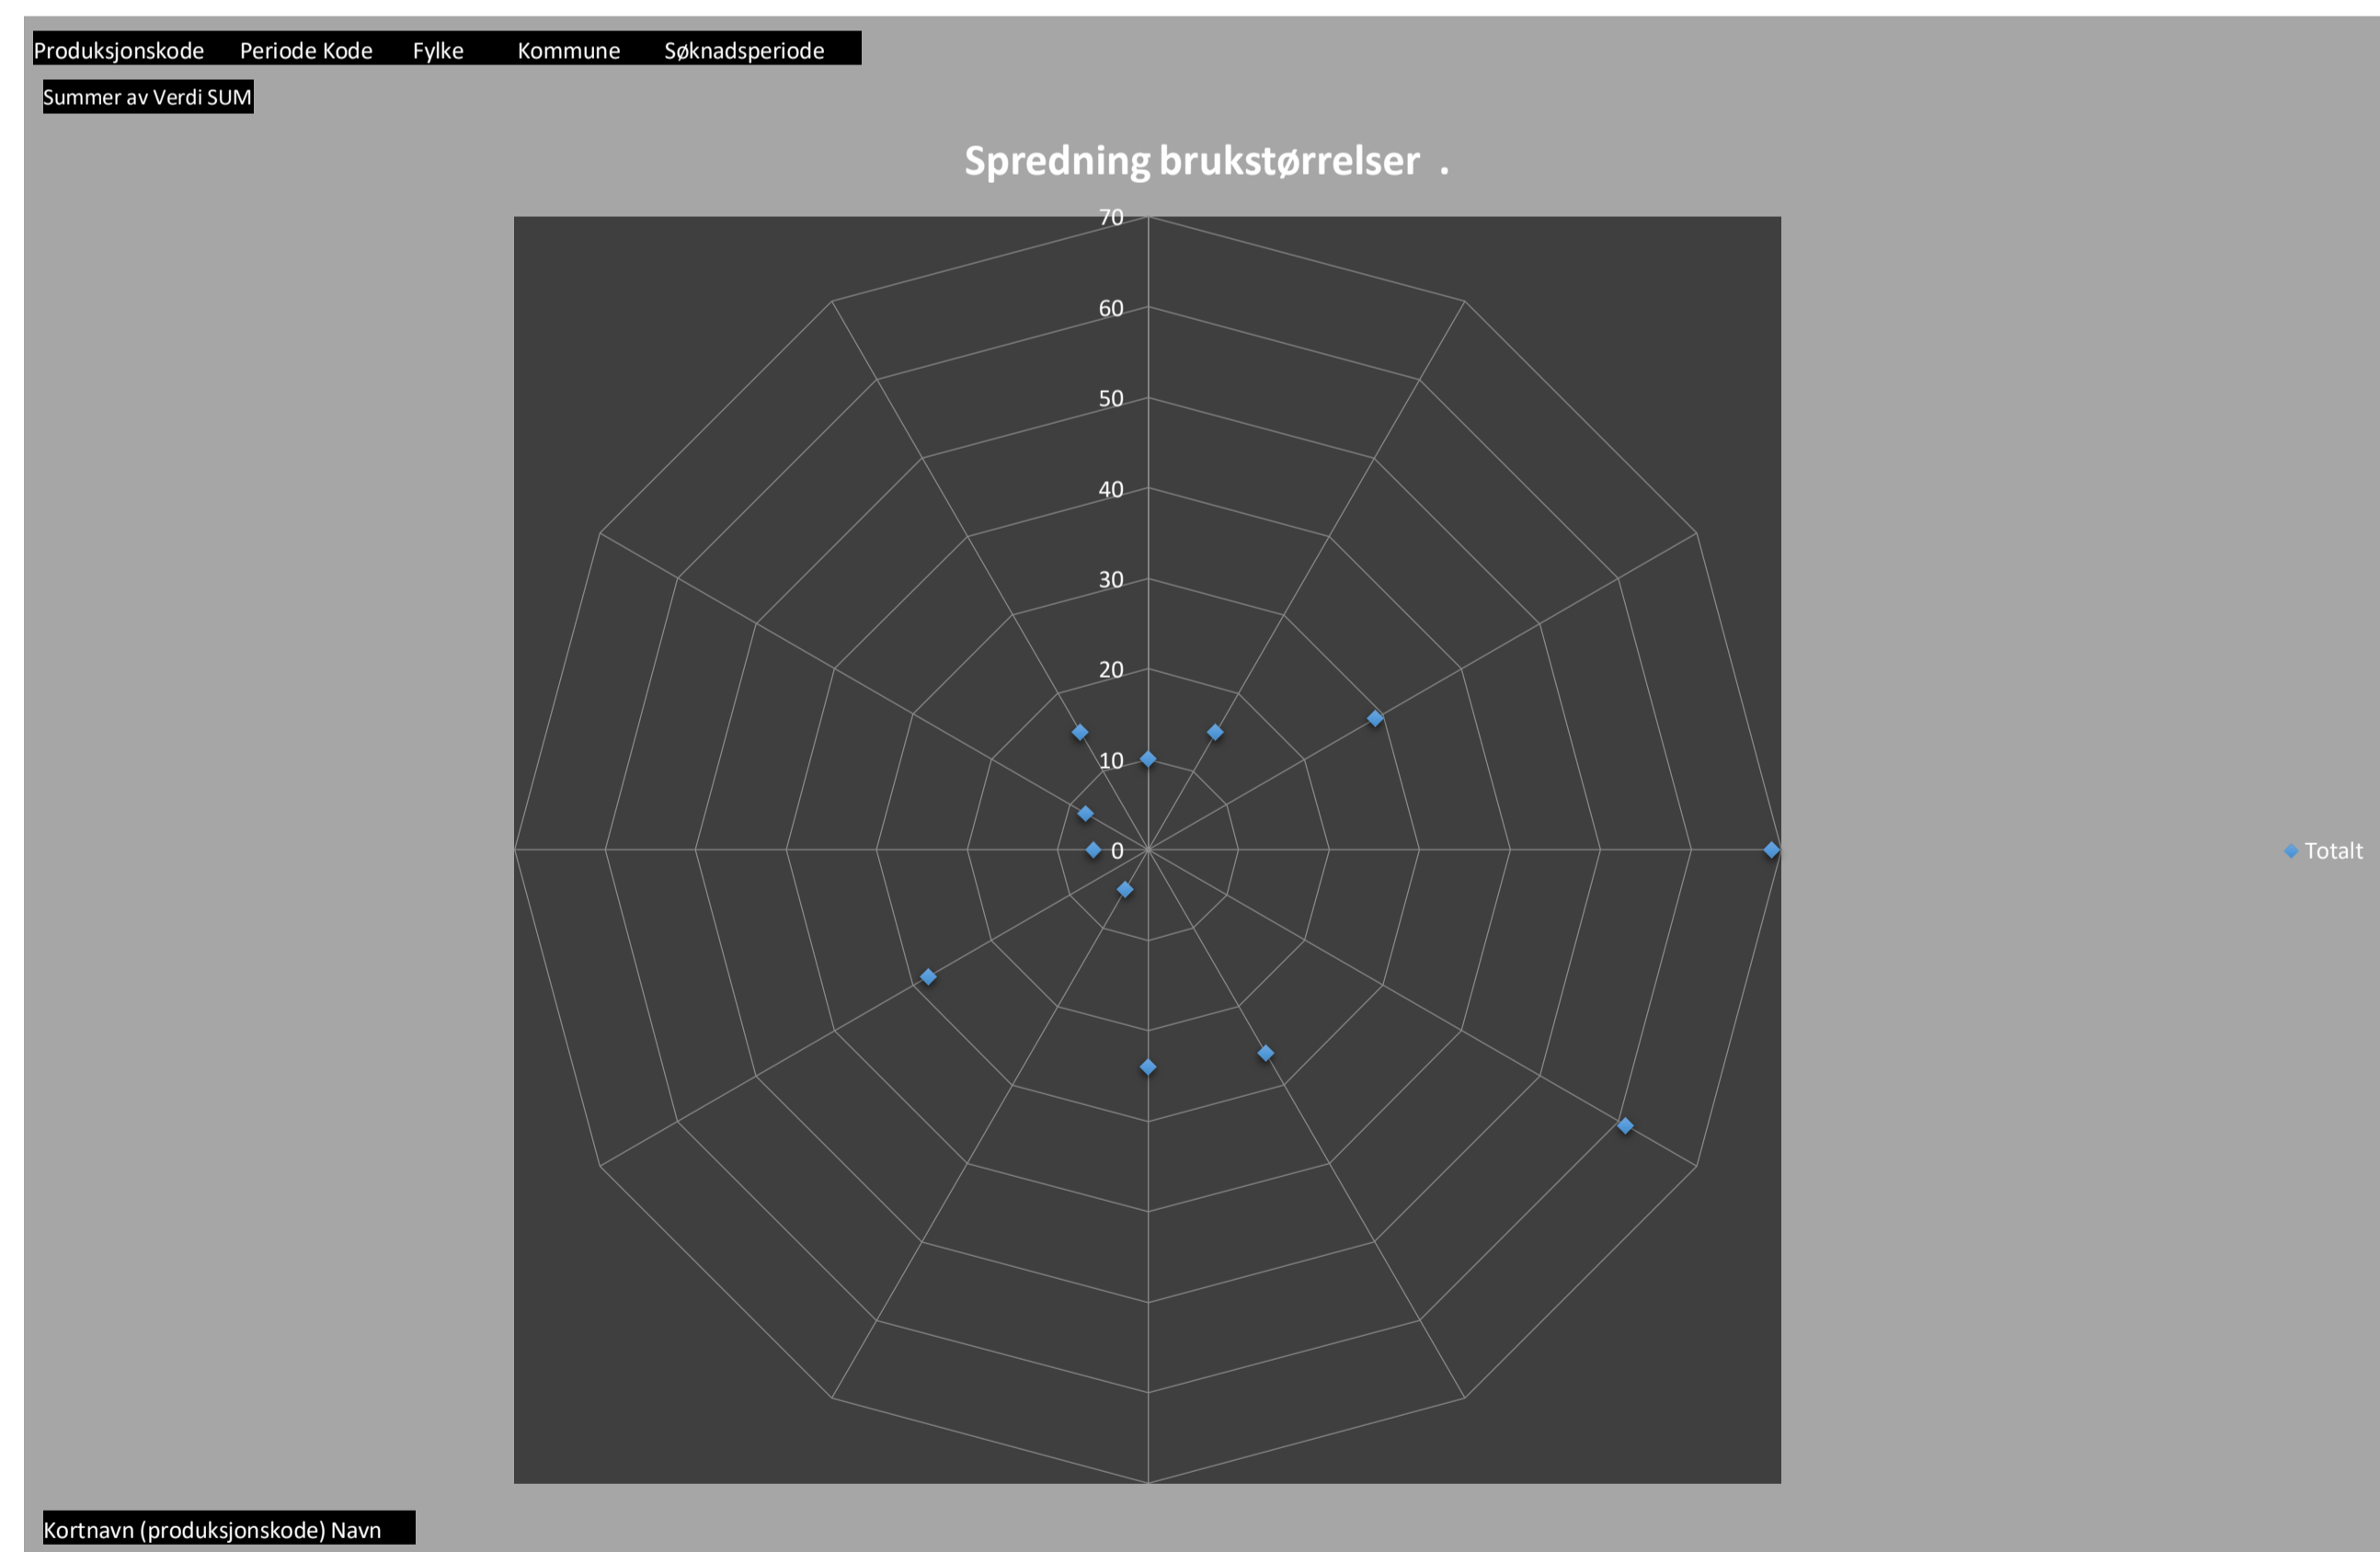 Produksjonskode Periode Kode Fylke Kommune Søknadsperiode
Summer av Verdi SUM
Spredning brukstørrelser .
70
60
50
40
30
20
10
0
Totalt
Kortnavn (produksjonskode) Navn